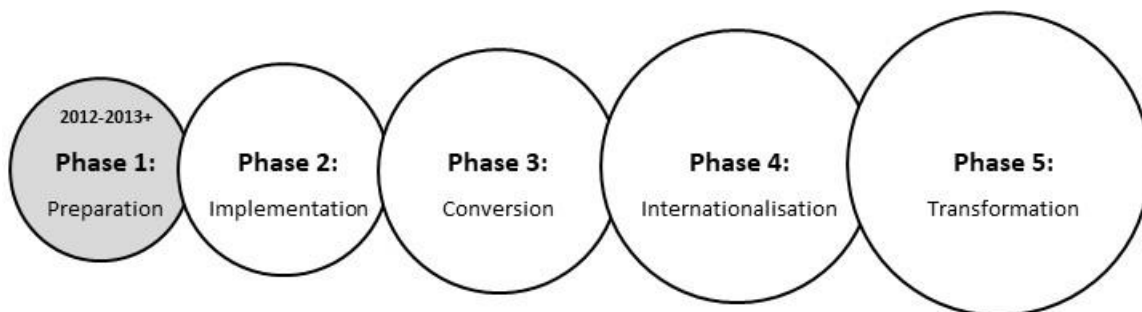 2012-2013+
Phase 1:
Preparation
Phase 2:
Implementation
Phase 3:
Conversion
Phase 4:
Internationalisation
Phase 5:
Transformation